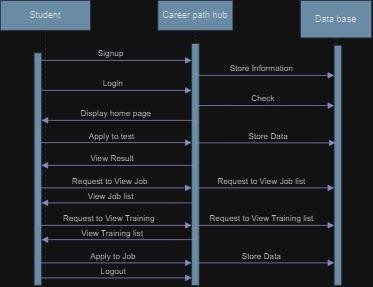 Student
Career path hub
Data base
Signup
Store Information
Login
Check
Display home page
Apply to test
Store Data
View Result
Request to View Job
Request to View Job list
View Job list
Request to View Training
Request to View Training list
View Training list
Apply to Job
Store Data
Logout